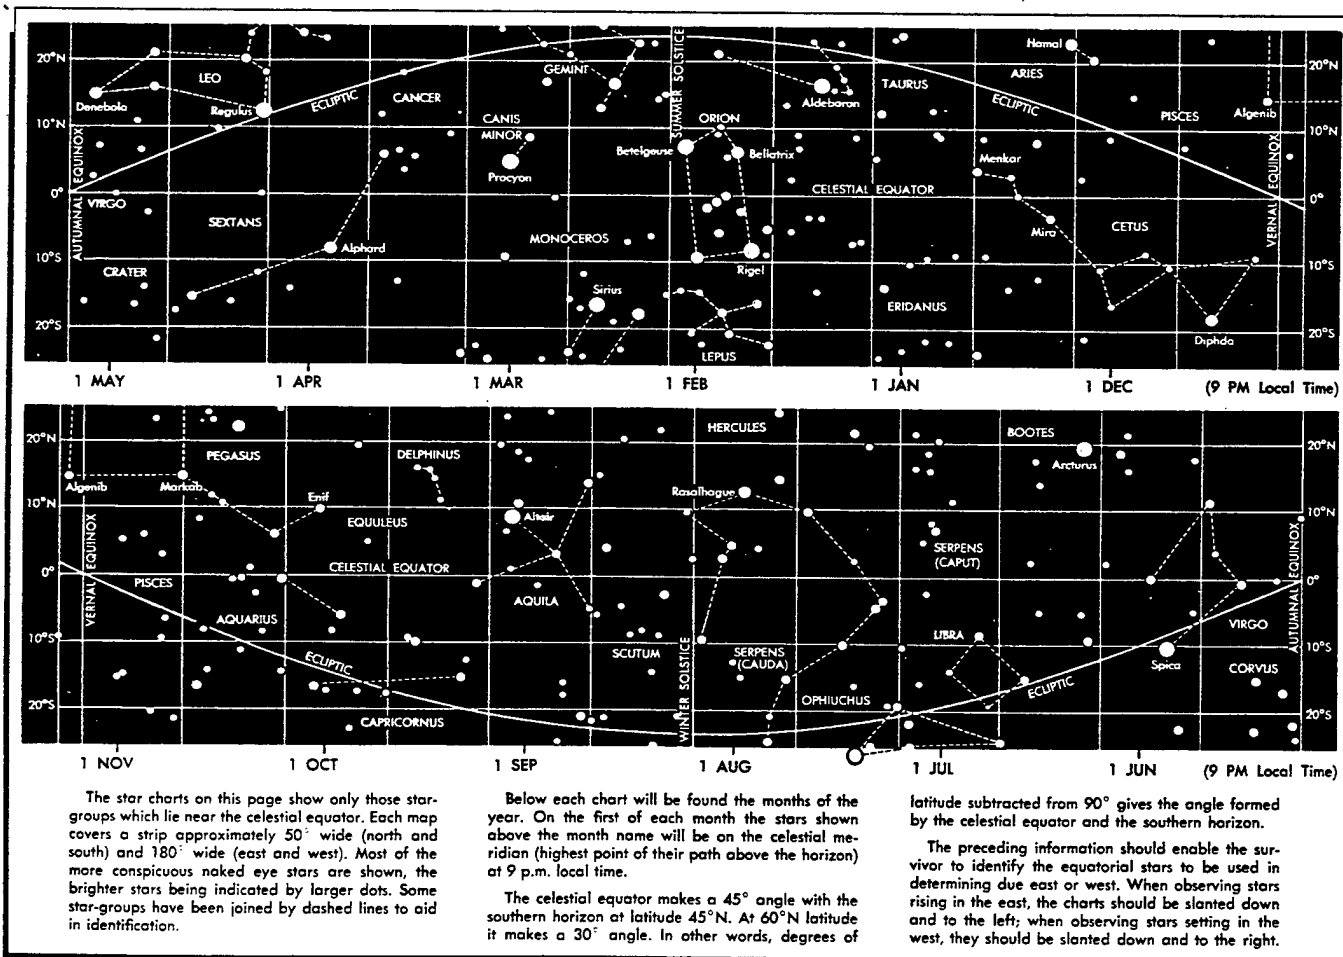 20°N
LEO
Denebola
Regulus
ECLIPTIC
CANCER
GEMINI
SUMMER SOLSTICE
Aldebaran
TAURUS
Hamal
ARIES
ECLIPTIC
PISCES
Algenib
20°N
10°N
AUTUMNAL EQUINOX
CANIS
MINOR
Procyon
ORION
Betelgeuse
Bellatrix
Menkar
VERNAL EQUINOX
10°N
0°
VIRGO
SEXTANS
Alphard
MONOCEROS
CELESTIAL EQUATOR
Mira
CETUS
0°
10°S
CRATER
Sirius
Rigel
ERIDANUS
10°S
20°S
LEPUS
Diphda
20°S
1 MAY
1 APR
1 MAR
1 FEB
1 JAN
1 DEC
(9 PM Local Time)
20°N
PEGASUS
DELPHINUS
HERCULES
BOOTES
Arcturus
20°N
Algenib
Markab
Enif
Rasalhague
10°N
VERNAL EQUINOX
EQUULEUS
Altair
SERPENS
(CAPUT)
AUTUMNAL EQUINOX
10°N
0°
PISCES
CELESTIAL EQUATOR
AQUILA
0°
AQUARIUS
LIBRA
VIRGO
10°S
ECLIPTIC
SCUTUM
WINTER SOLSTICE
SERPENS
(CAUDA)
Spica
CORVUS
10°S
OPHIUCHUS
ECLIPTIC
20°S
CAPRICORNUS
20°S
1 NOV
1 OCT
1 SEP
1 AUG
1 JUL
1 JUN
(9 PM Local Time)
The star charts on this page show only those star-
groups which lie near the celestial equator. Each map
covers a strip approximately 50° wide (north and
south) and 180° wide (east and west). Most of the
more conspicuous naked eye stars are shown, the
brighter stars being indicated by larger dots. Some
star-groups have been joined by dashed lines to aid
in identification.
Below each chart will be found the months of the
year. On the first of each month the stars shown
above the month name will be on the celestial me-
ridian (highest point of their path above the horizon)
at 9 p.m. local time.
The celestial equator makes a 45° angle with the
southern horizon at latitude 45°N. At 60°N latitude
it makes a 30° angle. In other words, degrees of
latitude subtracted from 90° gives the angle formed
by the celestial equator and the southern horizon.
The preceding information should enable the sur-
vivor to identify the equatorial stars to be used in
determining due east or west. When observing stars
rising in the east, the charts should be slanted down
and to the left; when observing stars setting in the
west, they should be slanted down and to the right.